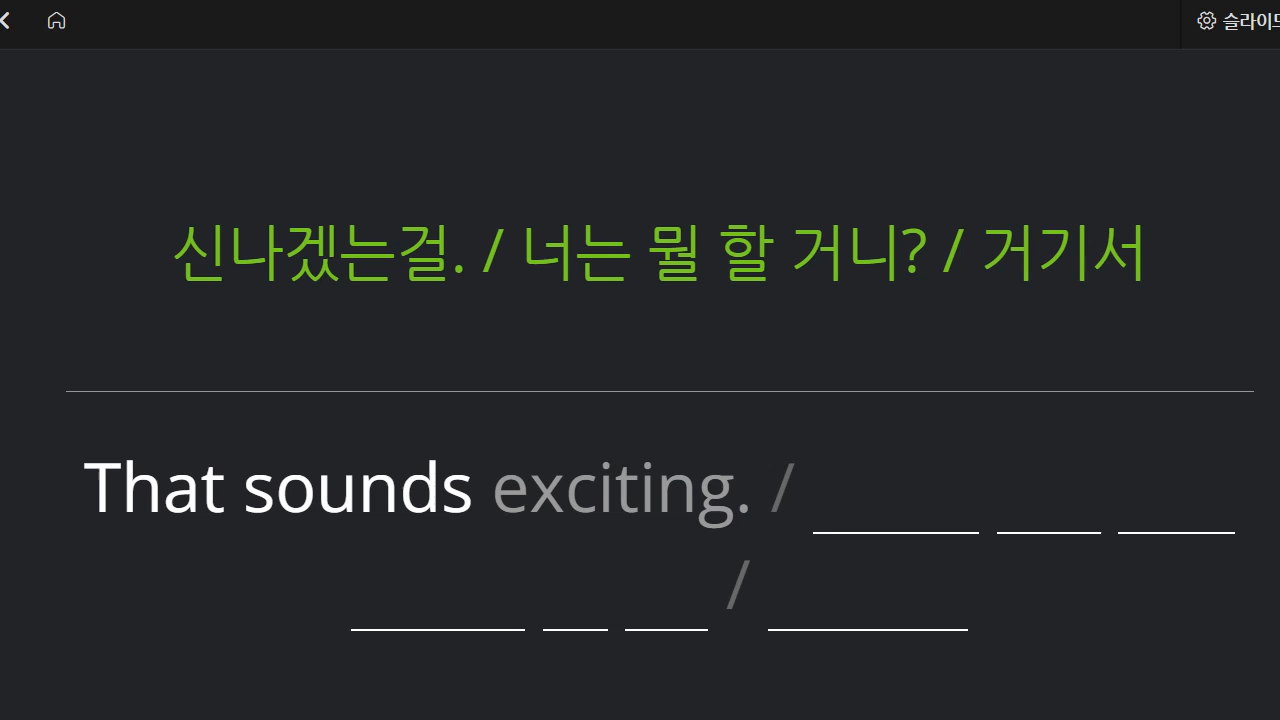 슬라이드
신나겠는걸. / 너는 뭘 할 거니? / 거기서
That sounds exciting. /
/